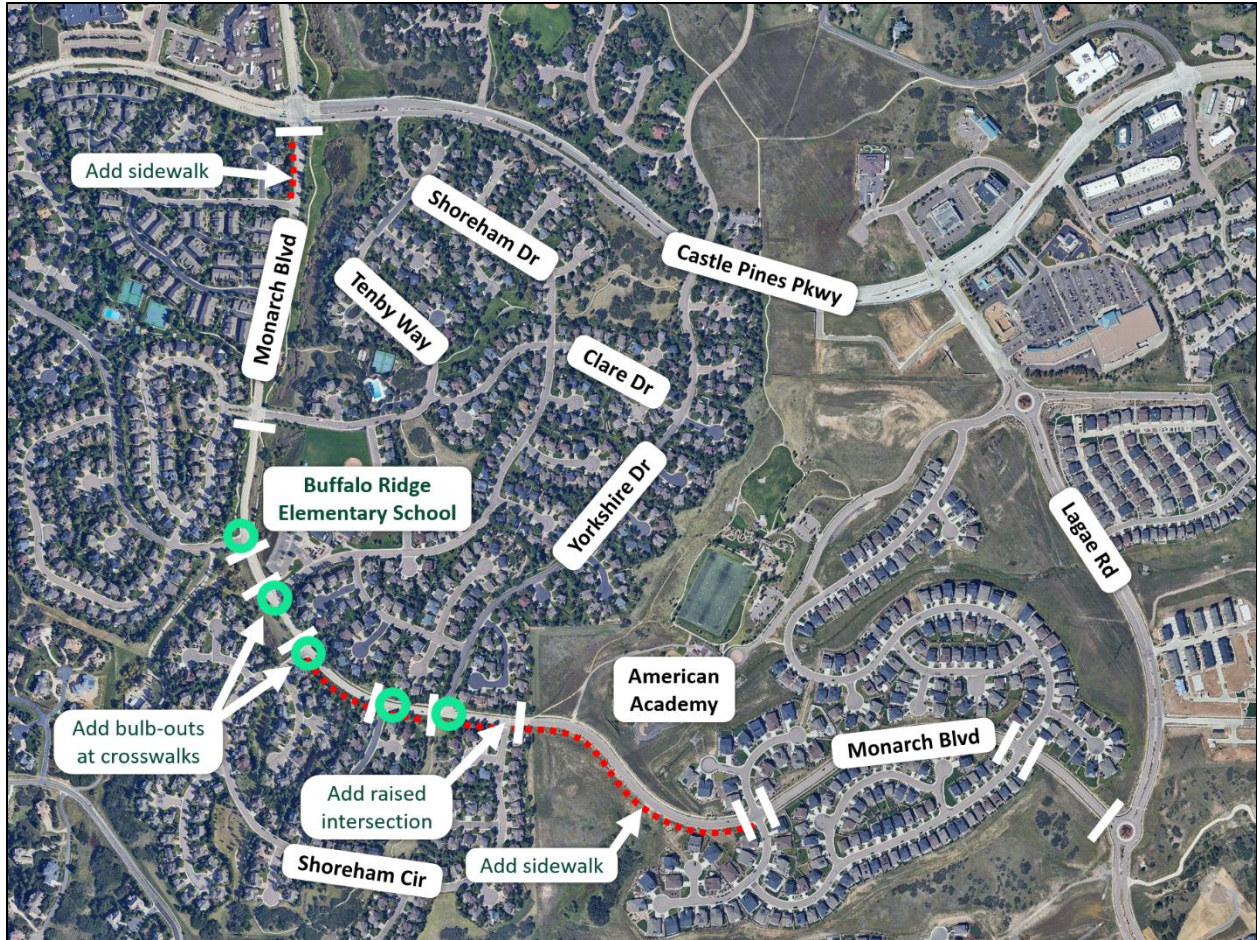 Add sidewalk
Shoreham Dr
Monarch Blvd
Tenby Way
Castle Pines Pkwy
Clare Dr
Buffalo Ridge
Elementary School
Yorkshire Dr
Lagae Rd
American
Academy
Add bulb-outs
at crosswalks
Monarch Blvd
Add raised
intersection
Shoreham Cir
Add sidewalk